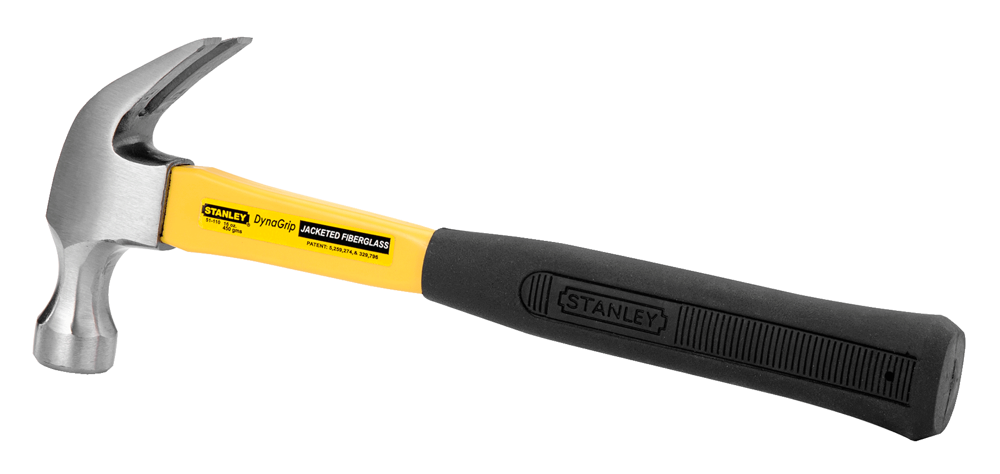 STANLEY®
51-110 16 oz.
450 gms
DynaGrip
JACKETED FIBERGLASS
PATENT: 5,259,274, & 329,796
STANLEY